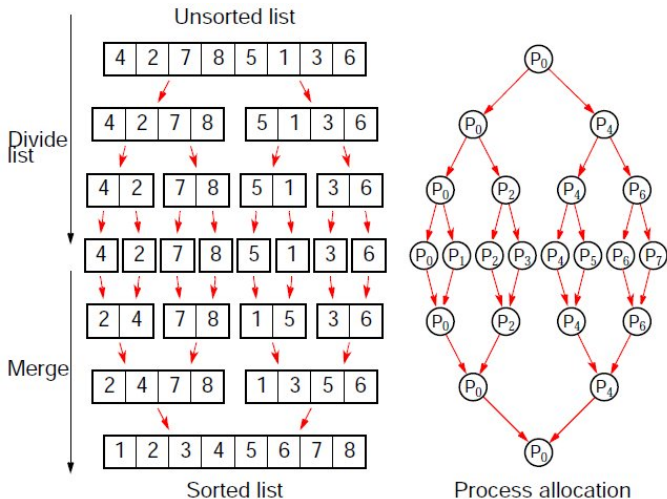 Unsorted list
4 2 7 8 5 1 3 6
P0
4 2 7 8 5 1 3 6
P0 P4
Divide
list
4 2 7 8 5 1 3 6
P0 P2 P4 P6
4 2 7 8 5 1 3 6
P0 P1 P2 P3 P4 P5 P6 P7
2 4 7 8 1 5 3 6
P0 P2 P4 P6
Merge
2 4 7 8 1 3 5 6
P0 P4
1 2 3 4 5 6 7 8
P0
Sorted list
Process allocation